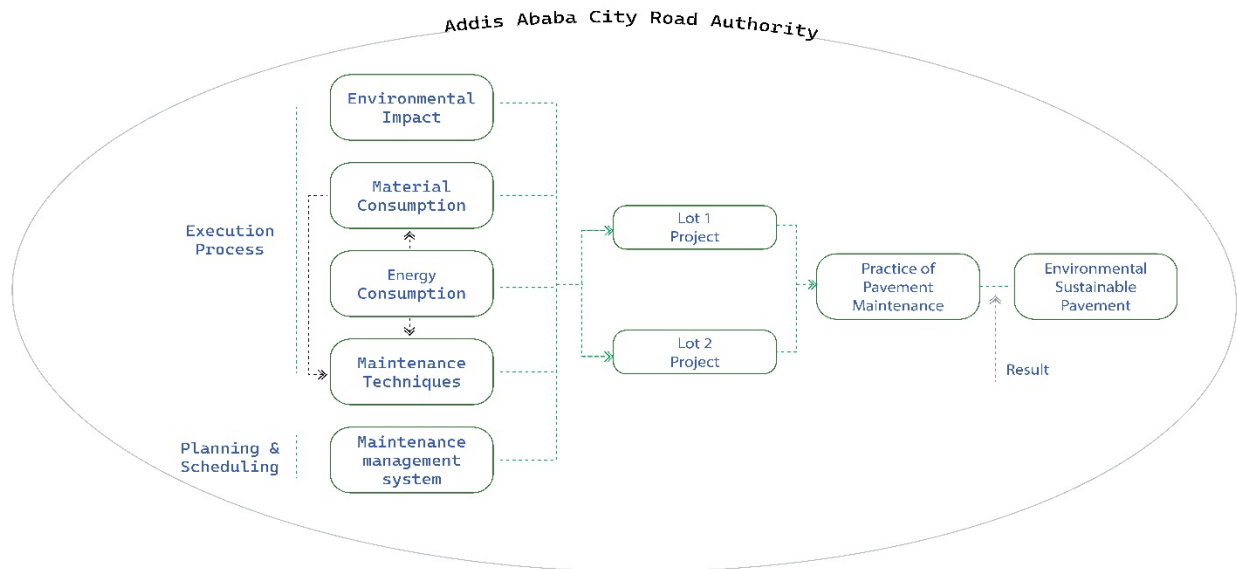 Addis Ababa City Road Authority
Environmental
Impact
Material
Consumption
Execution
Process
Energy
Consumption
Maintenance
Techniques
Planning &
Scheduling
Maintenance
management
system
Lot 1
Project
Lot 2
Project
Practice of
Pavement
Maintenance
Environmental
Sustainable
Pavement
Result